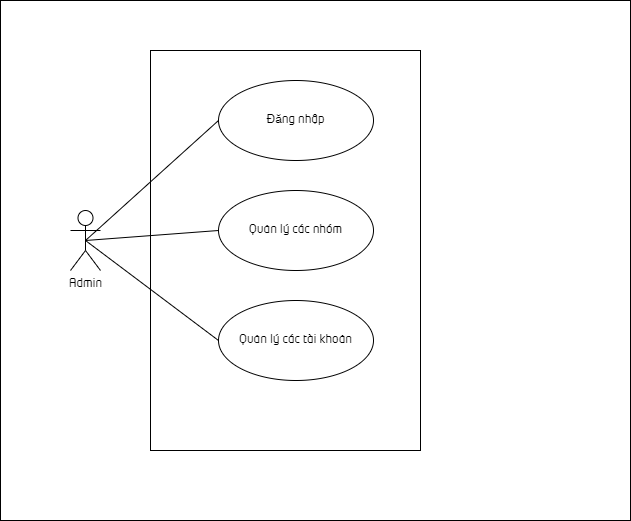 Đăng nhập
Quản lý các nhóm
Admin
Quản lý các tài khoản